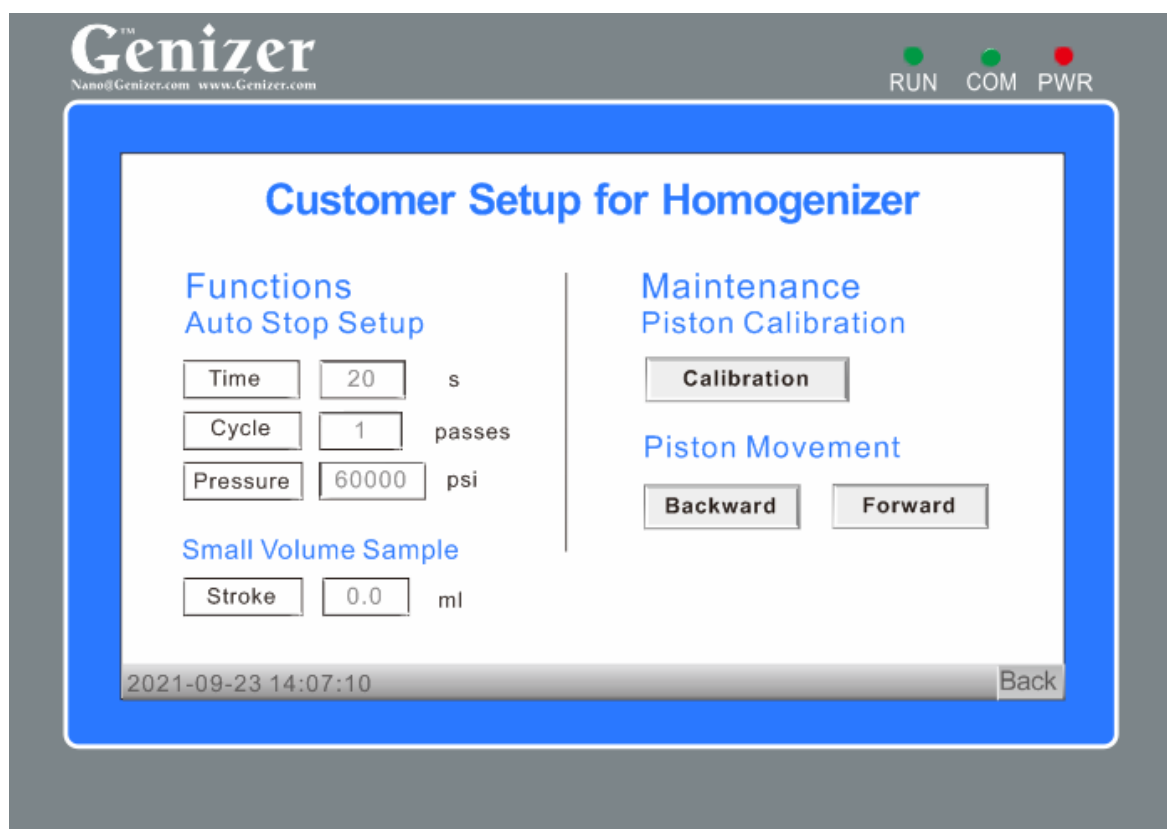 Genizer™
Nano@Genizer.com www.Genizer.com
RUN COM PWR
Customer Setup for Homogenizer
Functions
Auto Stop Setup
Time 20 s
Cycle 1 passes
Pressure 60000 psi
Small Volume Sample
Stroke 0.0 ml
Maintenance
Piston Calibration
Calibration
Piston Movement
Backward Forward
2021-09-23 14:07:10 Back